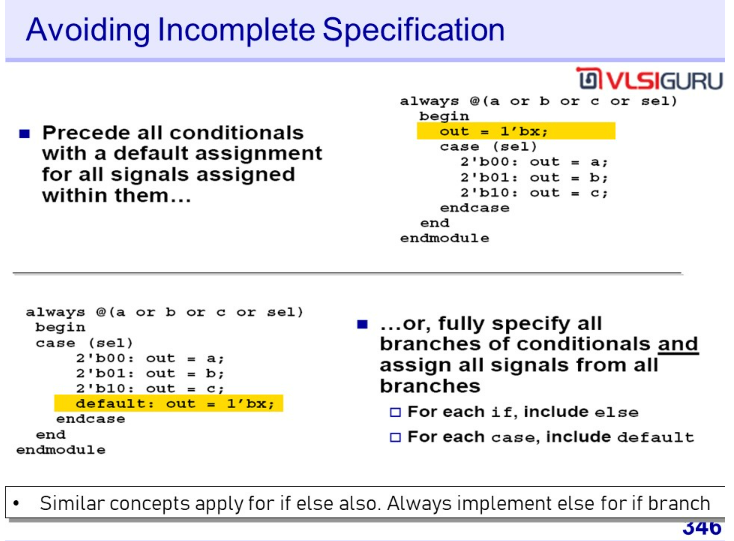 Avoiding Incomplete Specification
VLSIGURU
Precede all conditionals
with a default assignment
for all signals assigned
within them…
always @(a or b or c or sel)
begin
out = 1'bx;
case (sel)
2'b00: out = a;
2'b01: out = b;
2'b10: out = c;
endcase
end
endmodule
always @(a or b or c or sel)
begin
case (sel)
2'b00: out = a;
2'b01: out = b;
2'b10: out = c;
default: out = 1'bx;
endcase
end
endmodule
…or, fully specify all
branches of conditionals and
assign all signals from all
branches
For each if, include else
For each case, include default
• Similar concepts apply for if else also. Always implement else for if branch
346